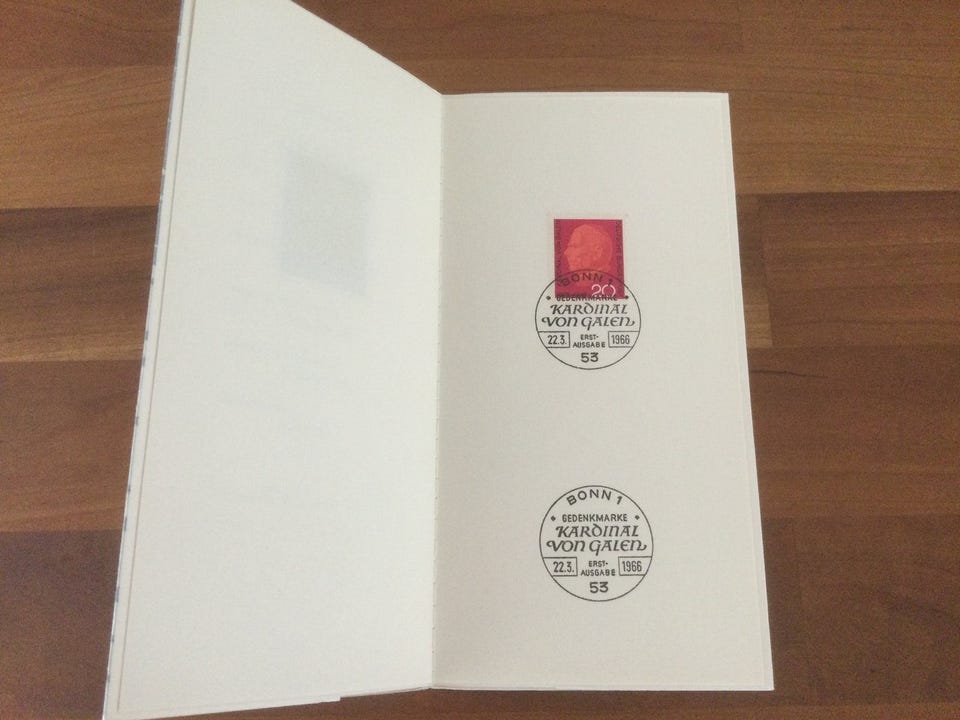 20
BONN 1
GEDENKMARKE
KARDINAL
VON GALEN
22.3. ERST-AUSGABE 1966
53
BONN 1
GEDENKMARKE
KARDINAL
VON GALEN
22.3. ERST-AUSGABE 1966
53